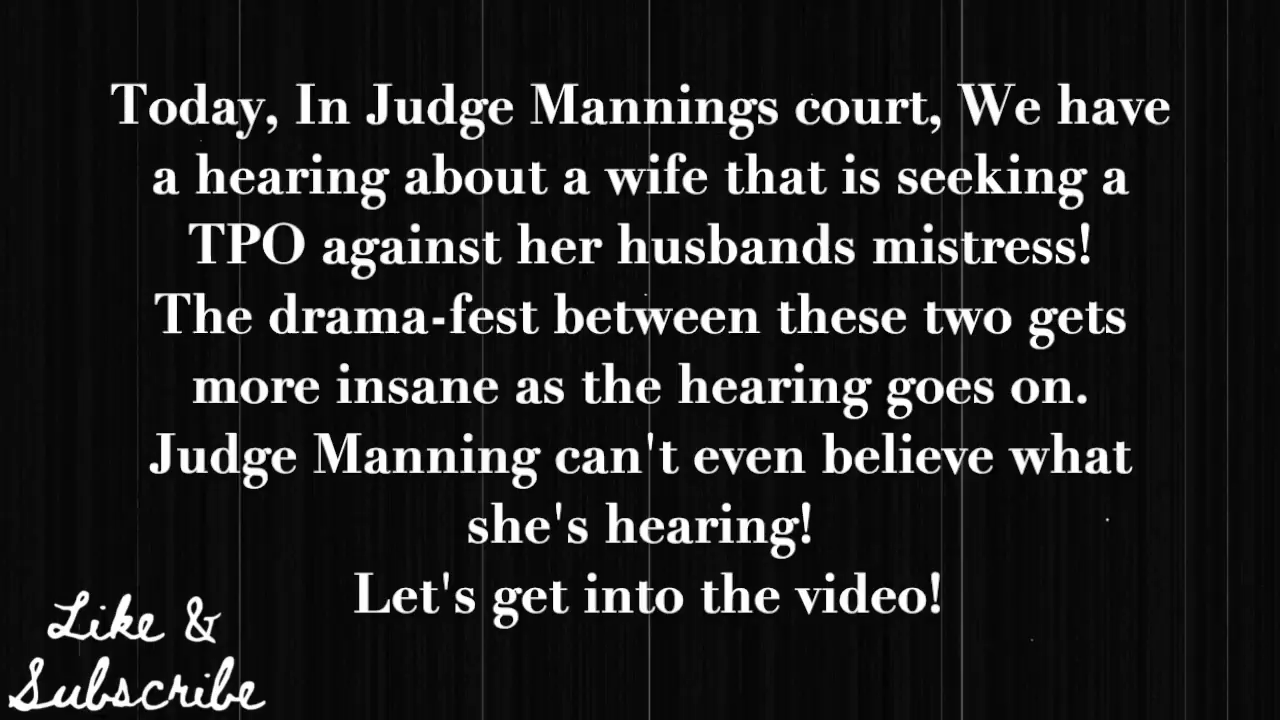 Today, In Judge Mannings court, We have
a hearing about a wife that is seeking a
TPO against her husbands mistress!
The drama-fest between these two gets
more insane as the hearing goes on.
Judge Manning can't even believe what
she's hearing!
Let's get into the video!
Like &
Subscribe